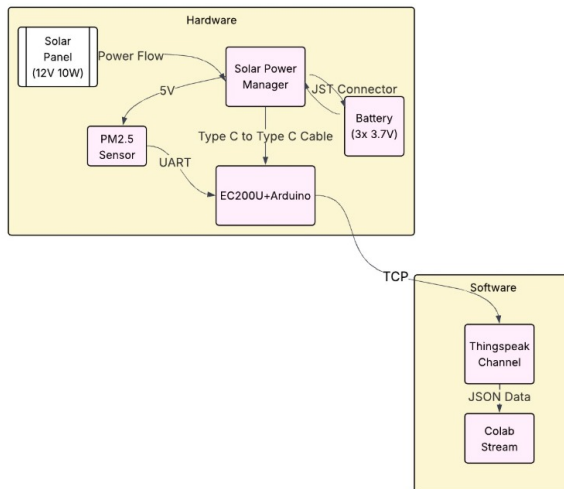 Hardware
Solar
Panel
(12V 10W)
Power Flow
Solar Power
Manager
JST Connector
Battery
(3x 3.7V)
5V
PM2.5
Sensor
Type C to Type C Cable
UART
EC200U+Arduino
TCP
Software
Thingspeak
Channel
JSON Data
Colab
Stream